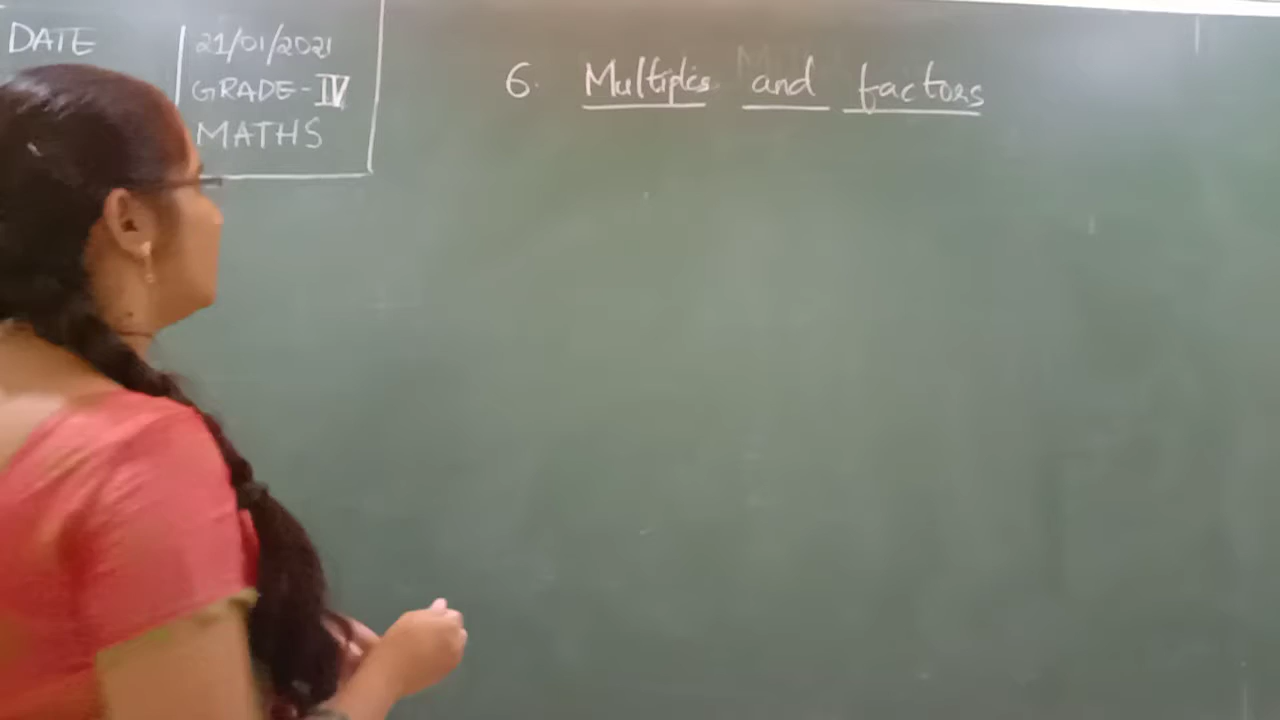 DATE 21/01/2021
GRADE-IV
MATHS
6. Multiples and factors